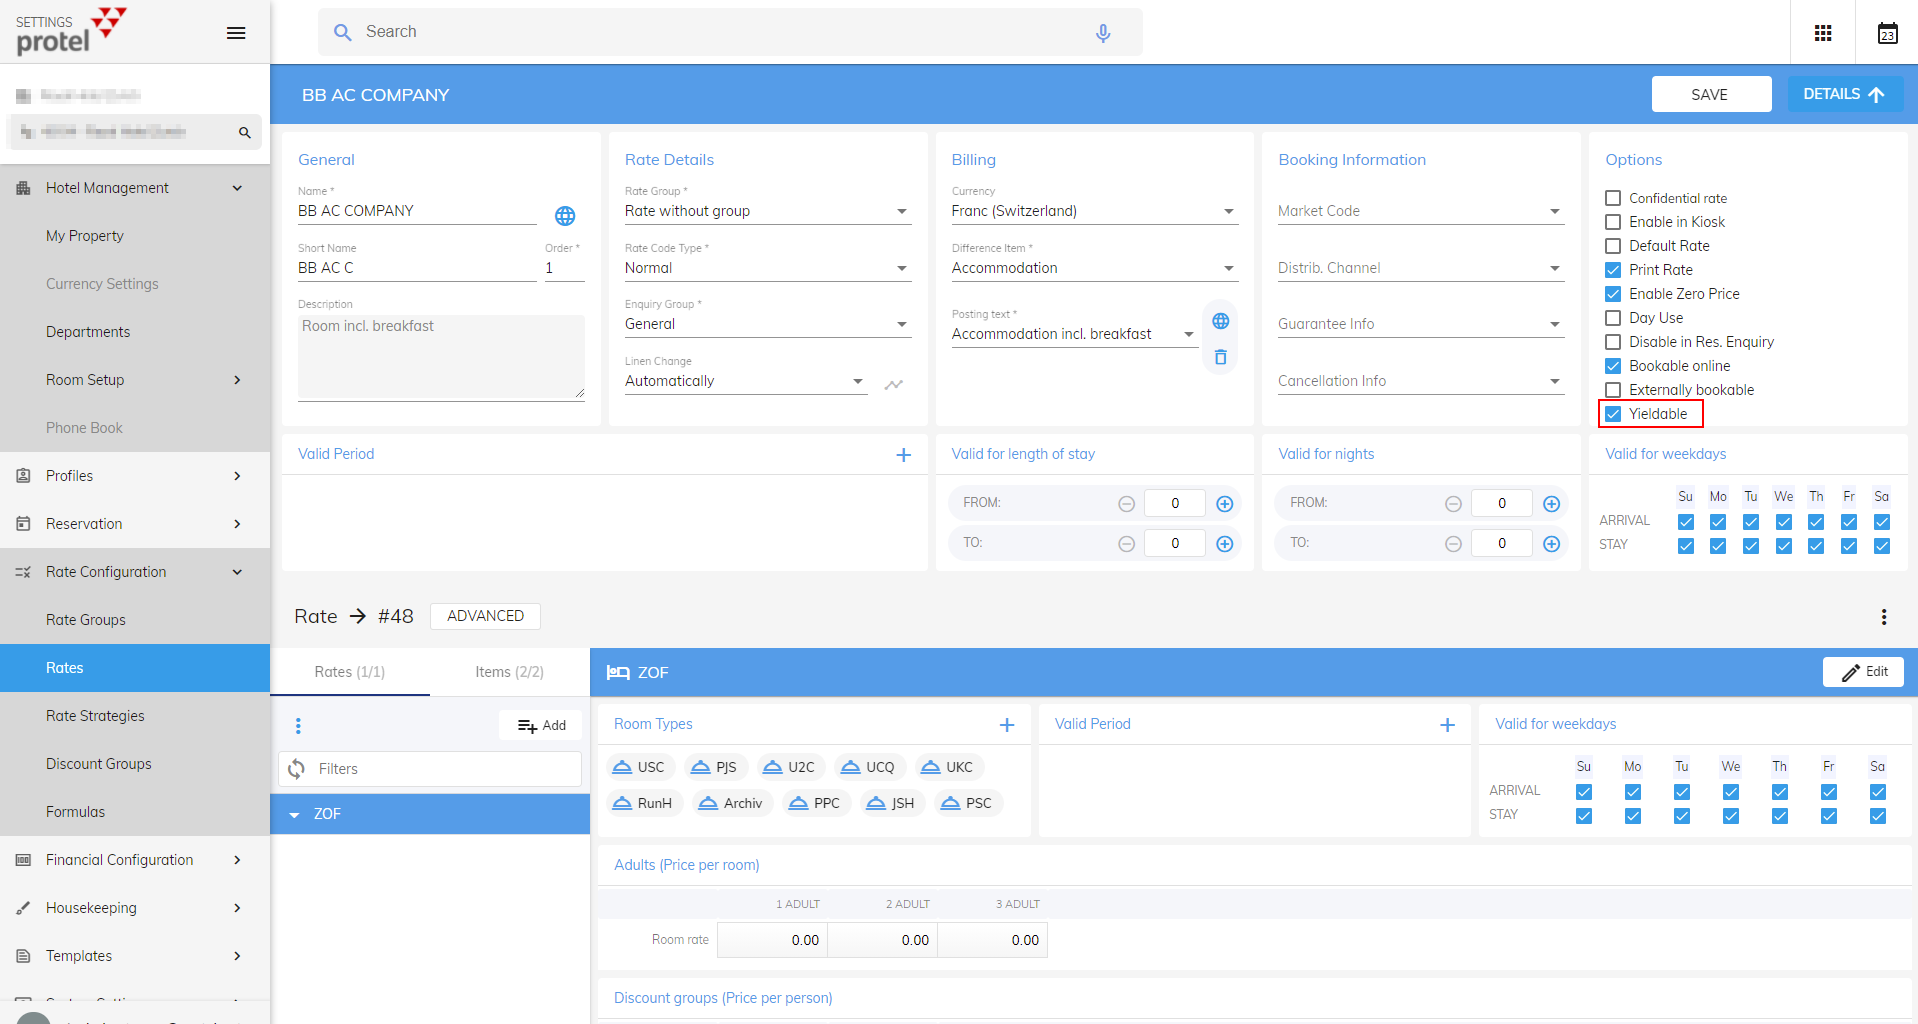 SETTINGS
protel
Search
23
BB AC COMPANY
SAVE
DETAILS
Hotel Management
My Property
Currency Settings
Departments
Room Setup
Phone Book
Profiles
Reservation
Rate Configuration
Rate Groups
Rates
Rate Strategies
Discount Groups
Formulas
Financial Configuration
Housekeeping
Templates
General
Name *
BB AC COMPANY
Short Name
Order *
BB AC C
1
Description
Room incl. breakfast
Rate Details
Rate Group *
Rate without group
Rate Code Type *
Normal
Enquiry Group *
General
Linen Change
Automatically
Billing
Currency
Franc (Switzerland)
Difference Item *
Accommodation
Posting text *
Accommodation incl. breakfast
Booking Information
Market Code
Distrib. Channel
Guarantee Info
Cancellation Info
Options
Confidential rate
Enable in Kiosk
Default Rate
Print Rate
Enable Zero Price
Day Use
Disable in Res. Enquiry
Bookable online
Externally bookable
Yieldable
Valid Period
Valid for length of stay
FROM: 0
TO: 0
Valid for nights
FROM: 0
TO: 0
Valid for weekdays
Su Mo Tu We Th Fr Sa
ARRIVAL
STAY
Rate → #48 ADVANCED
Rates (1/1) Items (2/2)
Add
Filters
ZOF
ZOF
Edit
Room Types
USC PJS U2C UCQ UKC
RunH Archiv PPC JSH PSC
Valid Period
Valid for weekdays
Su Mo Tu We Th Fr Sa
ARRIVAL
STAY
Adults (Price per room)
1 ADULT 2 ADULT 3 ADULT
Room rate 0.00 0.00 0.00
Discount groups (Price per person)